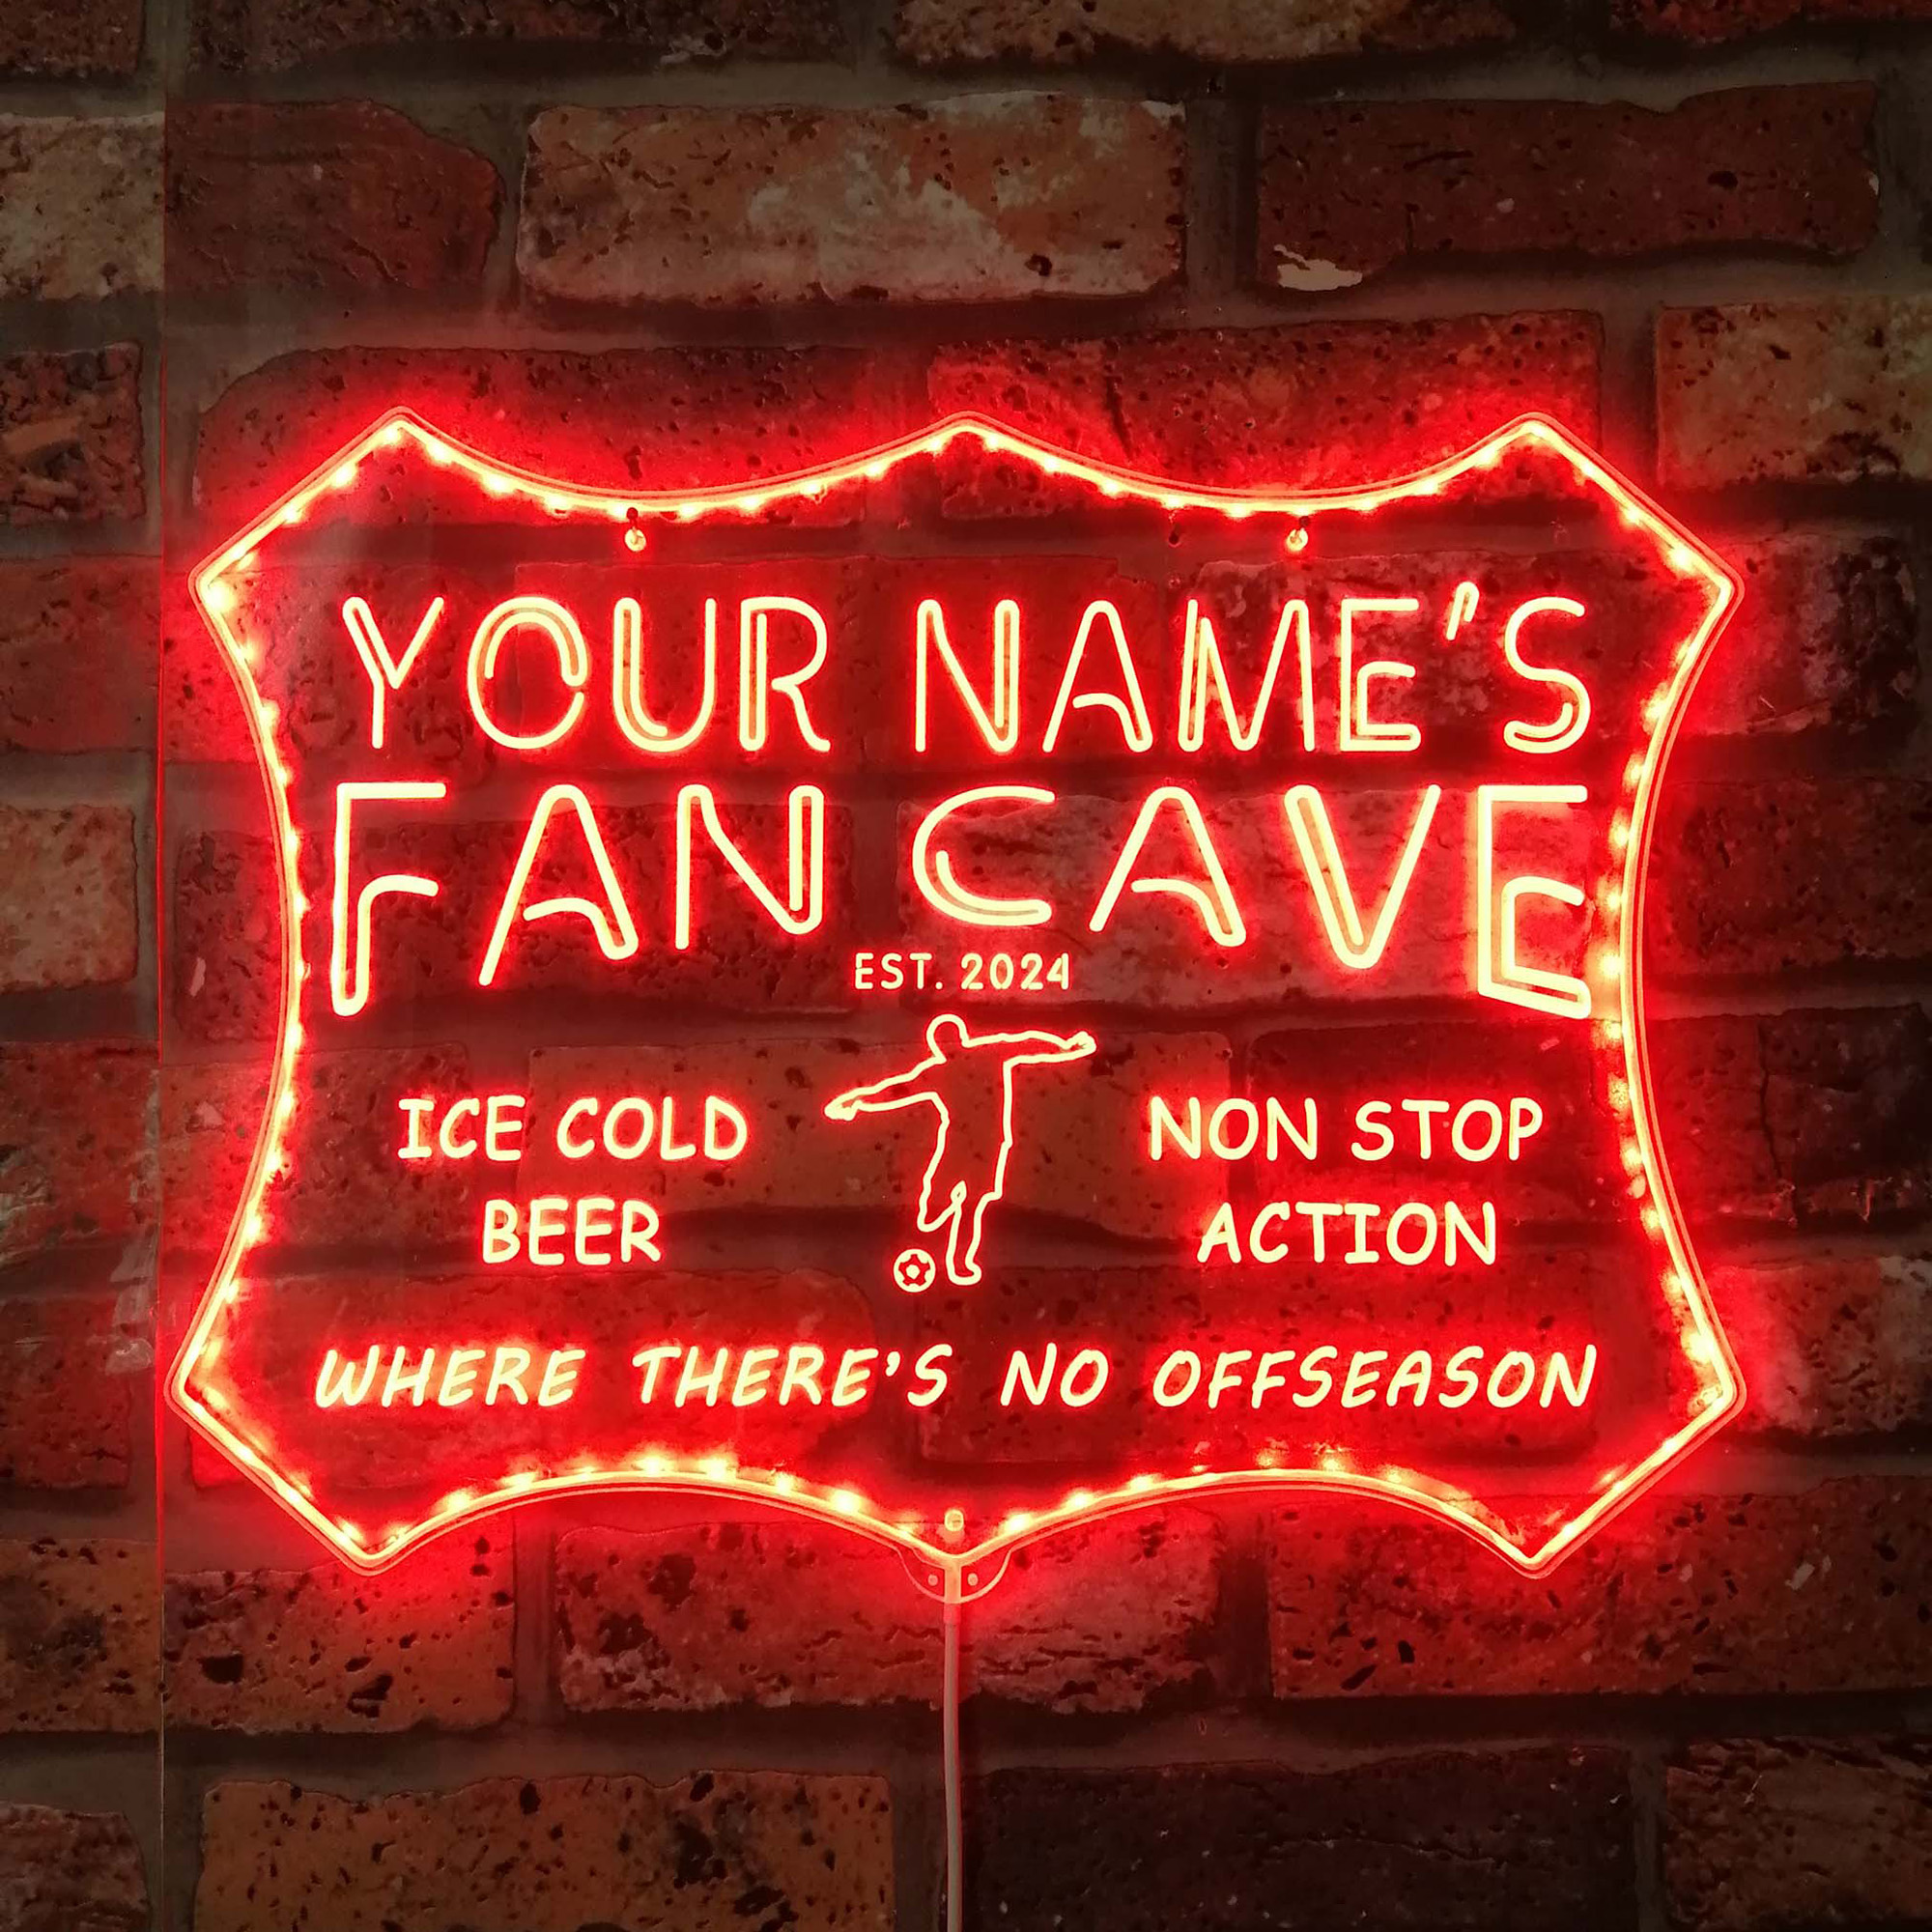 YOUR NAME'S
FAN CAVE
EST. 2024
ICE COLD
BEER
NON STOP
ACTION
WHERE THERE'S NO OFFSEASON